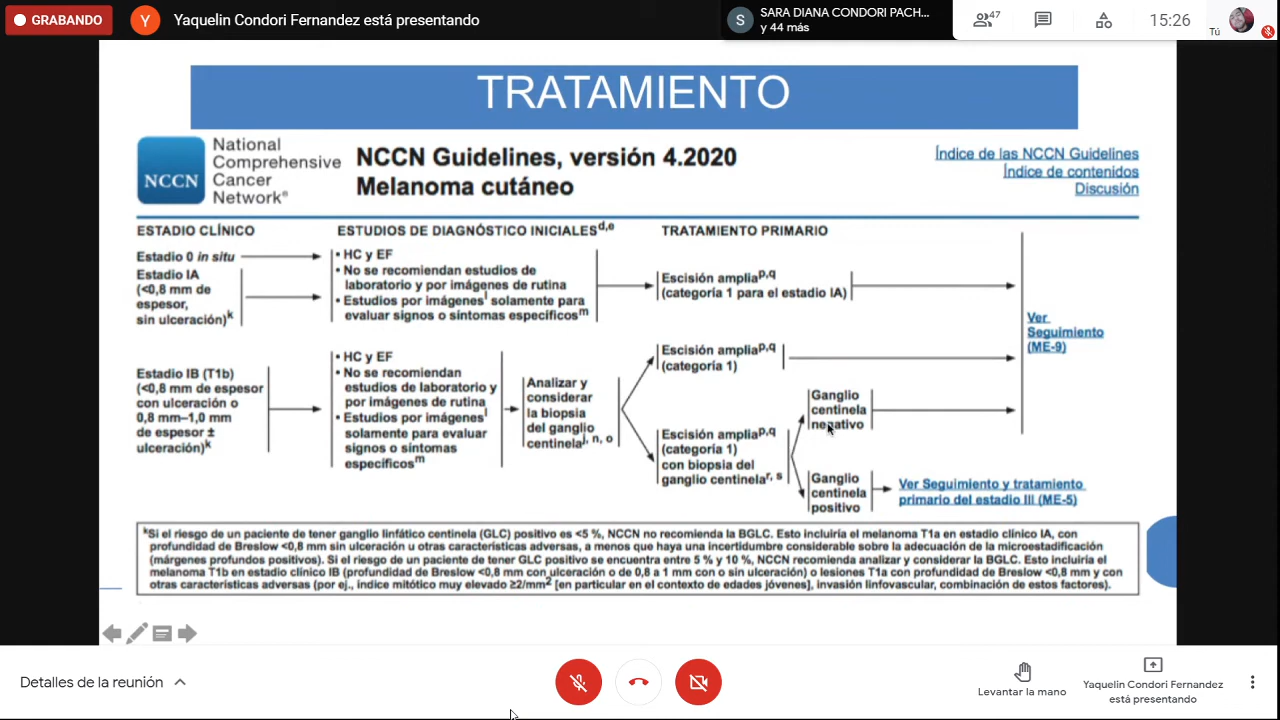 GRABANDO
Y
Yaquelin Condori Fernandez está presentando
S
SARA DIANA CONDORI PACH...
y 44 más
47
15:26
Tú
TRATAMIENTO
NCCN
National
Comprehensive
Cancer
Network®
NCCN Guidelines, versión 4.2020
Melanoma cutáneo
Índice de las NCCN Guidelines
Índice de contenidos
Discusión
ESTADIO CLÍNICO
ESTUDIOS DE DIAGNÓSTICO INICIALES d,e
TRATAMIENTO PRIMARIO
Estadio 0 in situ
Estadio IA
(<0,8 mm de
espesor,
sin ulceración)k
• HC y EF
• No se recomiendan estudios de
laboratorio y por imágenes de rutina
• Estudios por imágenes l solamente para
evaluar signos o síntomas específicos m
Escisión amplia p,q
(categoría 1 para el estadio IA)
Ver
Seguimiento
(ME-9)
Estadio IB (T1b)
(<0,8 mm de espesor
con ulceración o
0,8 mm–1,0 mm
de espesor ±
ulceración)k
• HC y EF
• No se recomiendan
estudios de laboratorio y
por imágenes de rutina
• Estudios por imágenes l
solamente para evaluar
signos o síntomas
específicos m
Analizar y
considerar
la biopsia
del ganglio
centinela j, n, o
Escisión amplia p,q
(categoría 1)
Escisión amplia p,q
(categoría 1)
con biopsia del
ganglio centinela r, s
Ganglio
centinela
negativo
Ganglio
centinela
positivo
Ver Seguimiento y tratamiento
primario del estadio III (ME-5)
k Si el riesgo de un paciente de tener ganglio linfático centinela (GLC) positivo es <5 %, NCCN no recomienda la BGLC. Esto incluiría el melanoma T1a en estadio clínico IA, con
profundidad de Breslow <0,8 mm sin ulceración u otras características adversas, a menos que haya una incertidumbre considerable sobre la adecuación de la microestadificación
(márgenes profundos positivos). Si el riesgo de un paciente de tener GLC positivo se encuentra entre 5 % y 10 %, NCCN recomienda analizar y considerar la BGLC. Esto incluiría el
melanoma T1b en estadio clínico IB (profundidad de Breslow <0,8 mm con ulceración o de 0,8 a 1 mm con o sin ulceración) o lesiones T1a con profundidad de Breslow <0,8 mm y con
otras características adversas (por ej., índice mitótico muy elevado ≥2/mm2 [en particular en el contexto de edades jóvenes], invasión linfovascular, combinación de estos factores).
Detalles de la reunión
Levantar la mano
Yaquelin Condori Fernandez
está presentando